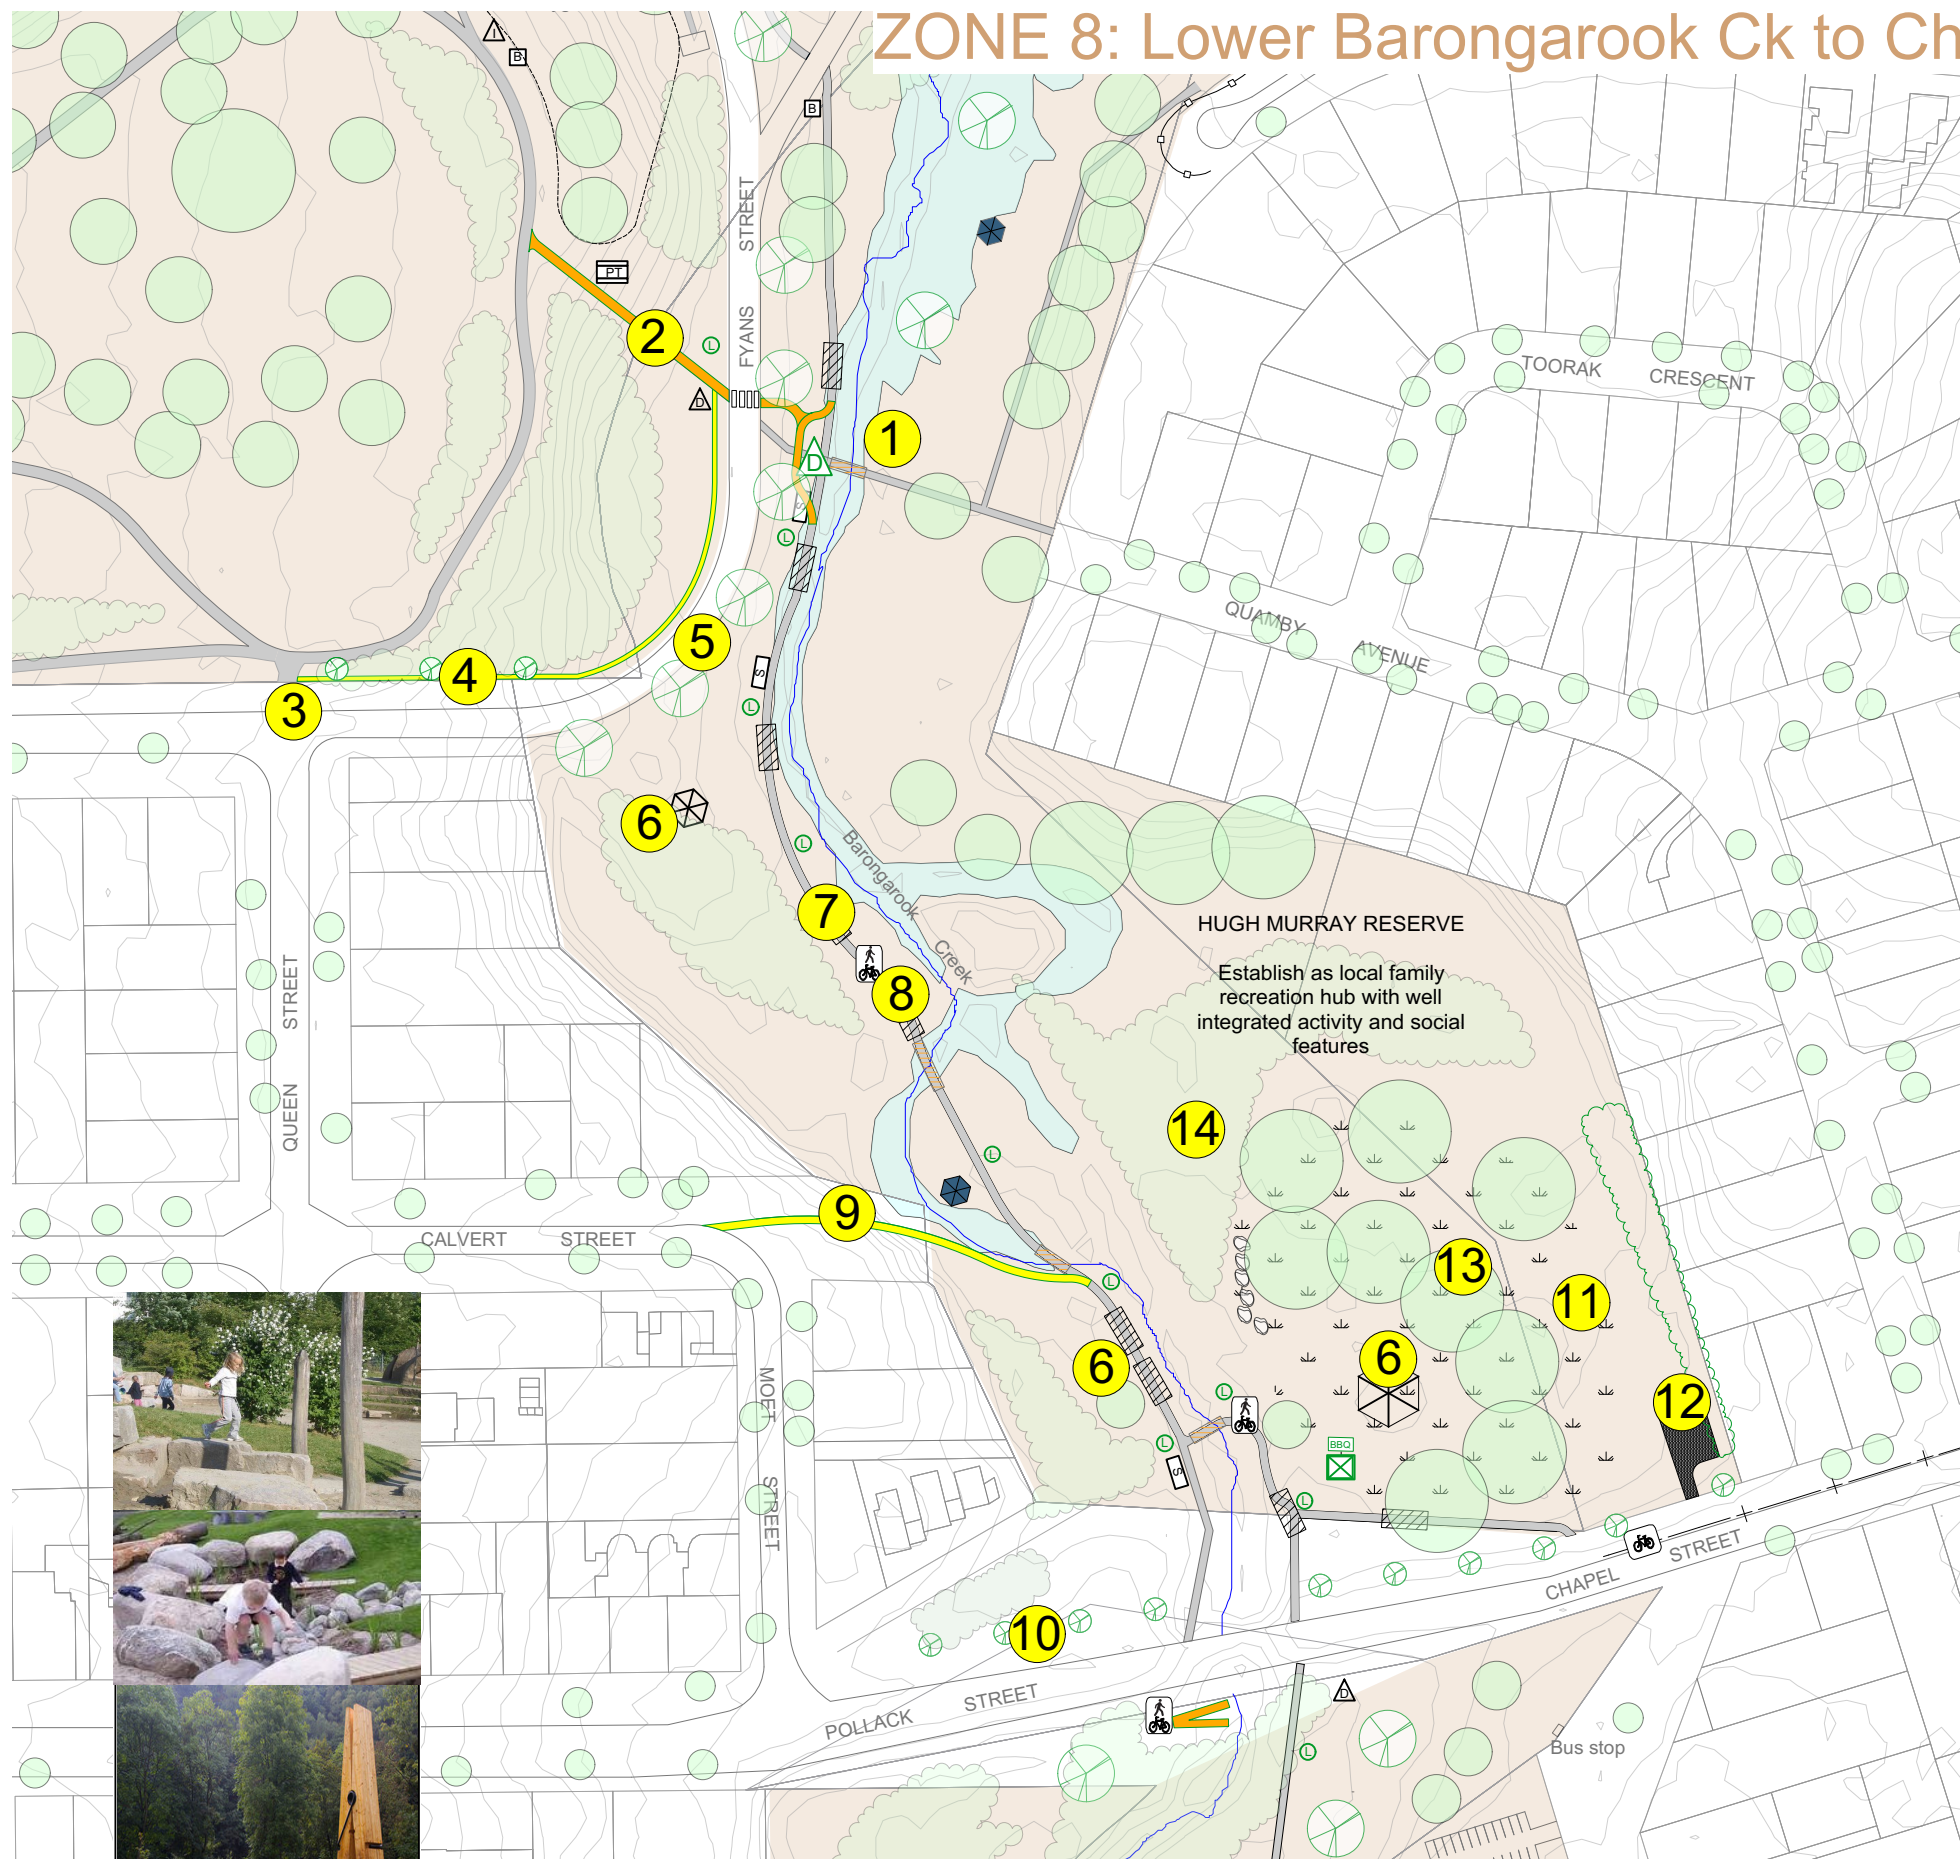 ZONE 8: Lower Barongarook Ck to Ch
I
B
B
FYANS STREET
PT
2
L
D
1
D
S
L
TOORAK CRESCENT
QUAMBY AVENUE
5
4
3
S
L
6
L
Barongarook Creek
7
8
HUGH MURRAY RESERVE
Establish as local family
recreation hub with well
integrated activity and social
features
QUEEN STREET
14
L
9
CALVERT STREET
13
11
L
6
6
12
L
MOET STREET
L
BBQ
S
L
10
CHAPEL STREET
POLLACK STREET
D
L
Bus stop